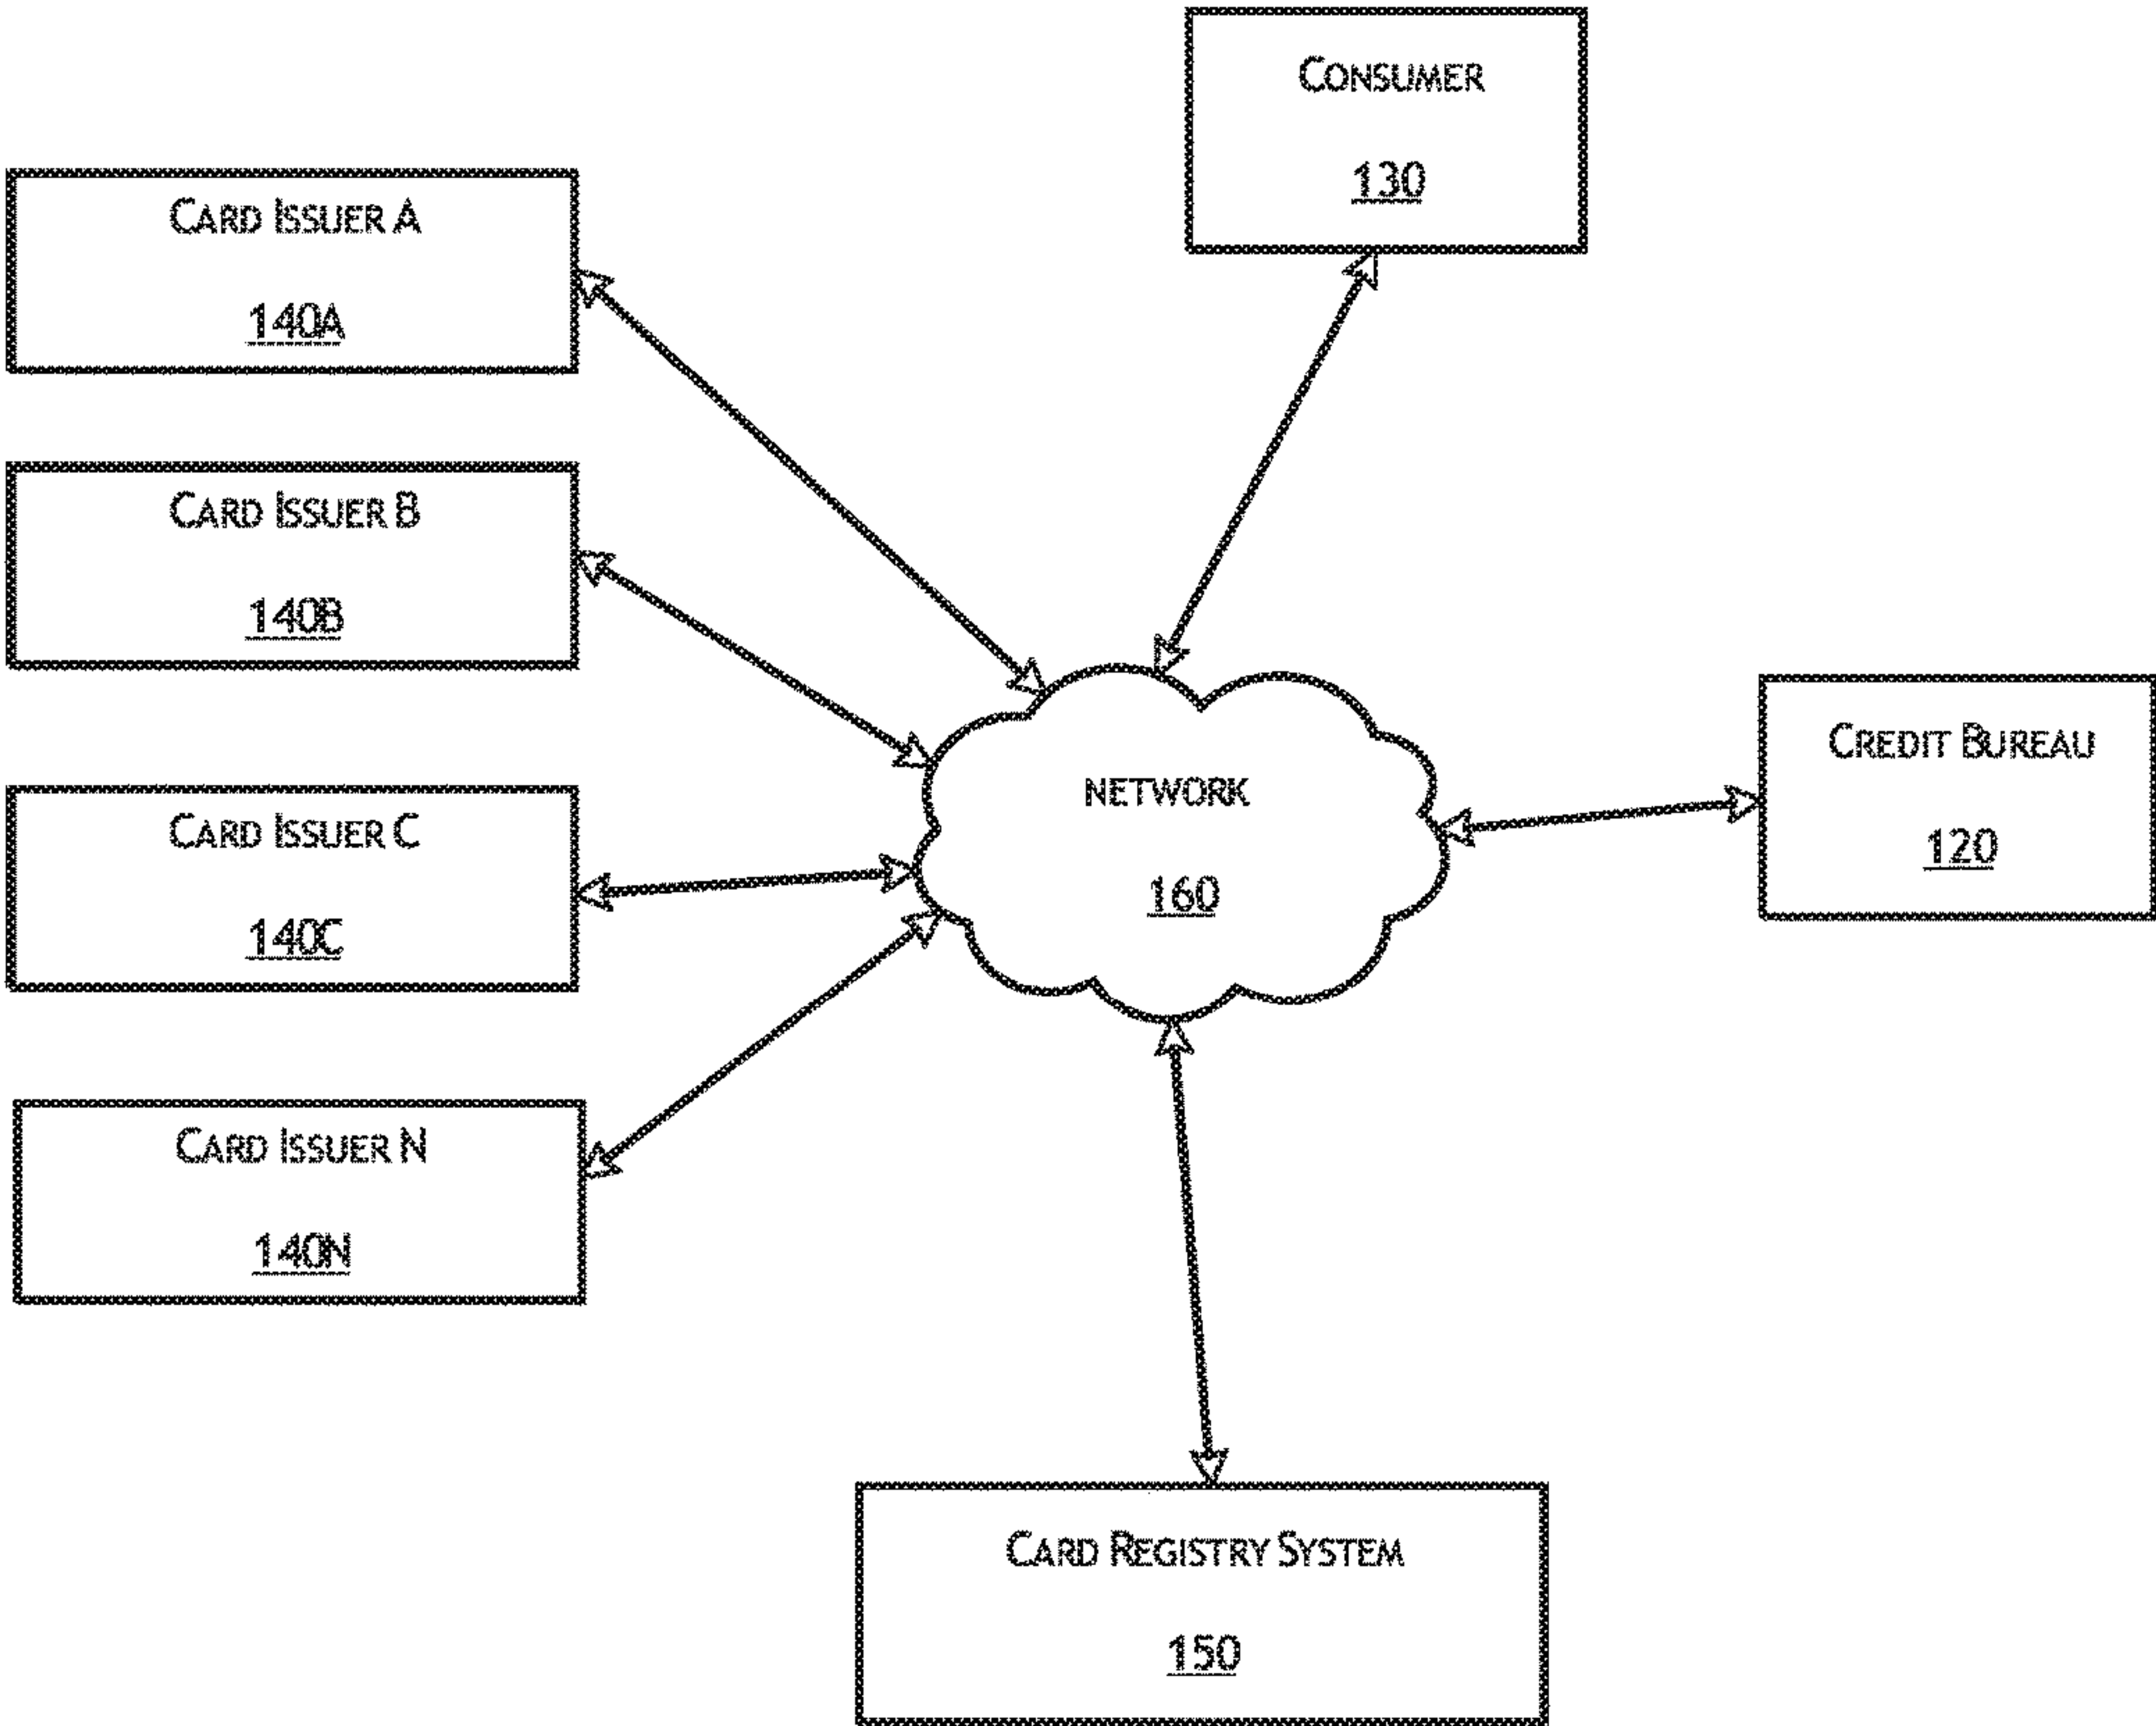 CONSUMER
130
CARD ISSUER A
140A
CARD ISSUER B
140B
CARD ISSUER C
140C
CARD ISSUER N
140N
NETWORK
160
CREDIT BUREAU
120
CARD REGISTRY SYSTEM
150